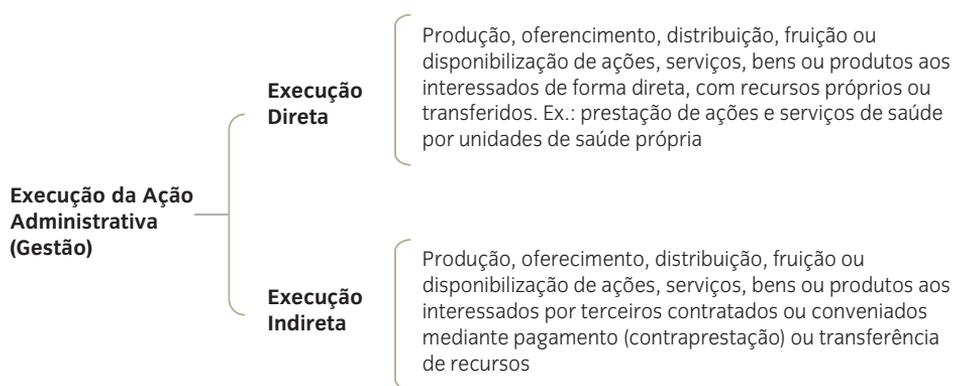 Execução da Ação
Administrativa
(Gestão)
Execução
Direta
Produção, oferencimento, distribuição, fruição ou
disponibilização de ações, serviços, bens ou produtos aos
interessados de forma direta, com recursos próprios ou
transferidos. Ex.: prestação de ações e serviços de saúde
por unidades de saúde própria
Execução
Indireta
Produção, oferecimento, distribuição, fruição ou
disponibilização de ações, serviços, bens ou produtos aos
interessados por terceiros contratados ou conveniados
mediante pagamento (contraprestação) ou transferência
de recursos